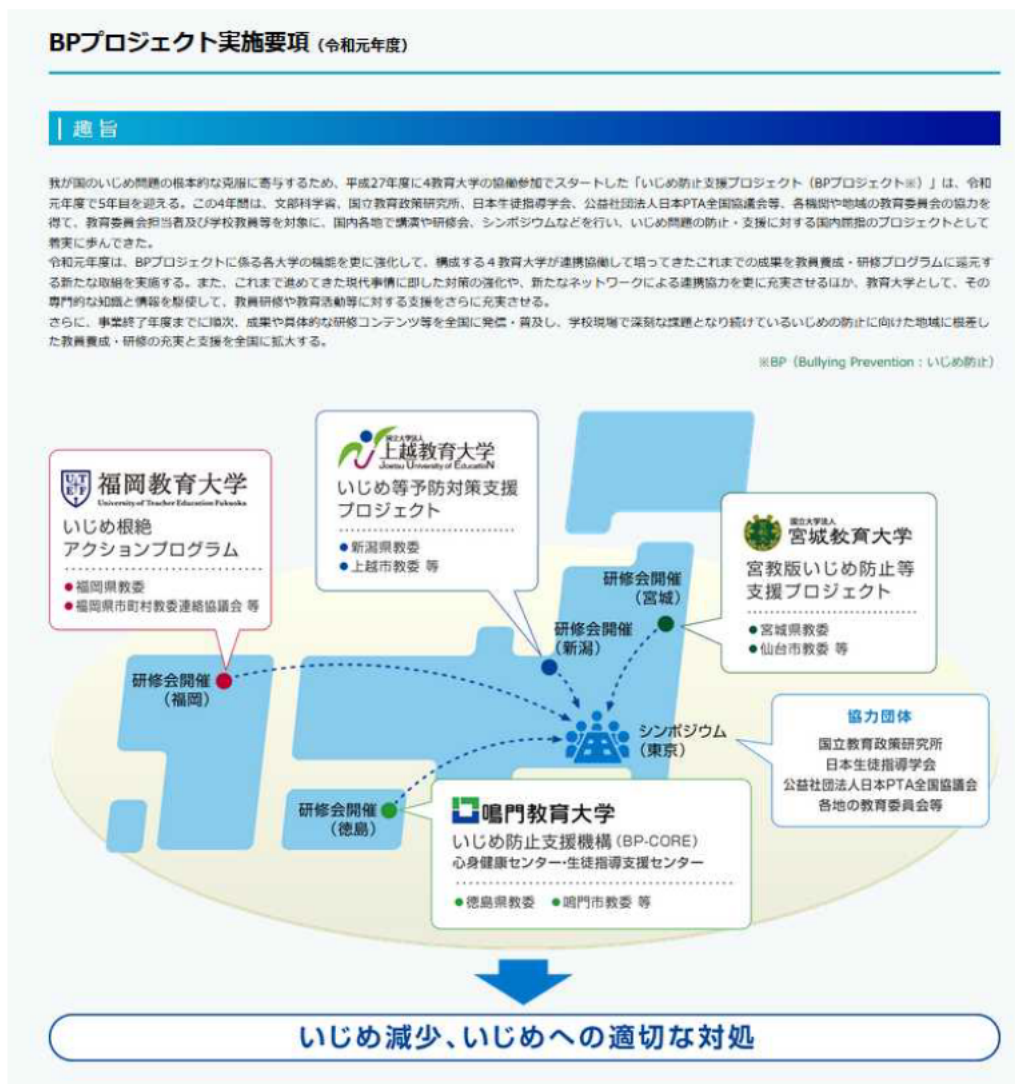 BPプロジェクト実施要項 (令和元年度)
趣旨
我が国のいじめ問題の根本的な克服に寄与するため、平成27年度に4教育大学の協働参加でスタートした「いじめ防止支援プロジェクト（BPプロジェクト※）」は、令和
元年度で5年目を迎える。この4年間は、文部科学省、国立教育政策研究所、日本生徒指導学会、公益社団法人日本PTA全国協議会等、各機関や地域の教育委員会の協力を
得て、教育委員会担当者及び学校教員等を対象に、国内各地で講演や研修会、シンポジウムなどを行い、いじめ問題の防止・支援に対する国内屈指のプロジェクトとして
着実に歩んできた。
令和元年度は、BPプロジェクトに係る各大学の機能を更に強化して、構成する４教育大学が連携協働して培ってきたこれまでの成果を教員養成・研修プログラムに還元す
る新たな取組を実施する。また、これまで進めてきた現代事情に即した対策の強化や、新たなネットワークによる連携協力を更に充実させるほか、教育大学として、その
専門的な知識と情報を駆使して、教員研修や教育活動等に対する支援をさらに充実させる。
さらに、事業終了年度までに順次、成果や具体的な研修コンテンツ等を全国に発信・普及し、学校現場で深刻な課題となり続けているいじめの防止に向けた地域に根差し
た教員養成・研修の充実と支援を全国に拡大する。
※BP（Bullying Prevention：いじめ防止）
福岡教育大学
University of Teacher Education Fukuoka
いじめ根絶
アクションプログラム
●福岡県教委
●福岡県市町村教委連絡協議会 等
国立大学法人
上越教育大学
Joetsu University of EducatioN
いじめ等予防対策支援
プロジェクト
●新潟県教委
●上越市教委 等
国立大学法人
宮城教育大学
宮教版いじめ防止等
支援プロジェクト
●宮城県教委
●仙台市教委 等
研修会開催
（宮城）
研修会開催
（新潟）
研修会開催
（福岡）
シンポジウム
（東京）
協力団体
国立教育政策研究所
日本生徒指導学会
公益社団法人日本PTA全国協議会
各地の教育委員会等
研修会開催
（徳島）
鳴門教育大学
いじめ防止支援機構（BP-CORE）
心身健康センター・生徒指導支援センター
●徳島県教委 ●鳴門市教委 等
いじめ減少、いじめへの適切な対処